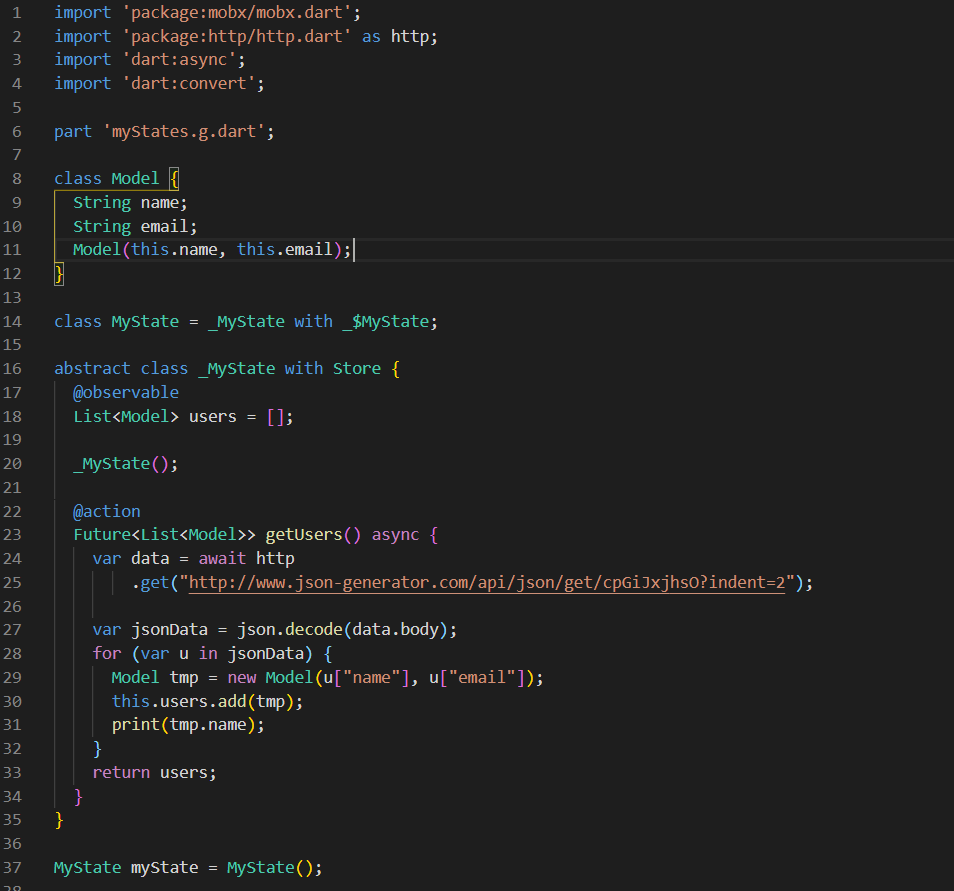 1 import 'package:mobx/mobx.dart';
2 import 'package:http/http.dart' as http;
3 import 'dart:async';
4 import 'dart:convert';
5
6 part 'myStates.g.dart';
7
8 class Model {
9   String name;
10   String email;
11   Model(this.name, this.email);
12 }
13
14 class MyState = _MyState with _$MyState;
15
16 abstract class _MyState with Store {
17   @observable
18   List<Model> users = [];
19
20   _MyState();
21
22   @action
23   Future<List<Model>> getUsers() async {
24     var data = await http
25         .get("http://www.json-generator.com/api/json/get/cpGiJxjhsO?indent=2");
26
27     var jsonData = json.decode(data.body);
28     for (var u in jsonData) {
29       Model tmp = new Model(u["name"], u["email"]);
30       this.users.add(tmp);
31       print(tmp.name);
32     }
33     return users;
34   }
35 }
36
37 MyState myState = MyState();
38